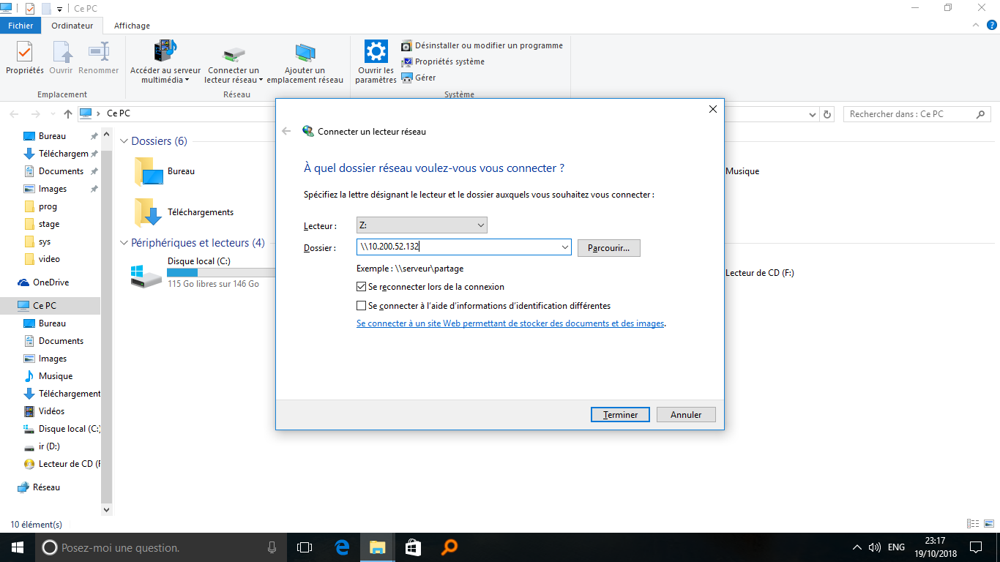 Ce PC
Fichier
Ordinateur
Affichage
Propriétés
Ouvrir
Renommer
Accéder au serveur
multimédia
Connecter un
lecteur réseau
Ajouter un
emplacement réseau
Ouvrir les
paramètres
Désinstaller ou modifier un programme
Propriétés système
Gérer
Emplacement
Réseau
Système
Ce PC
Rechercher dans : Ce PC
Bureau
Téléchargem
Documents
Images
prog
stage
sys
video
OneDrive
Ce PC
Bureau
Documents
Images
Musique
Téléchargement
Vidéos
Disque local (C:)
ir (D:)
Lecteur de CD (F
Réseau
Dossiers (6)
Bureau
Téléchargements
Musique
Périphériques et lecteurs (4)
Disque local (C:)
115 Go libres sur 146 Go
Lecteur de CD (F:)
Connecter un lecteur réseau
À quel dossier réseau voulez-vous vous connecter ?
Spécifiez la lettre désignant le lecteur et le dossier auxquels vous souhaitez vous connecter :
Lecteur :
Z:
Dossier :
\\10.200.52.132
Parcourir...
Exemple : \\serveur\partage
Se reconnecter lors de la connexion
Se connecter à l'aide d'informations d'identification différentes
Se connecter à un site Web permettant de stocker des documents et des images.
Terminer
Annuler
10 élément(s)
Posez-moi une question.
ENG
23:17
19/10/2018